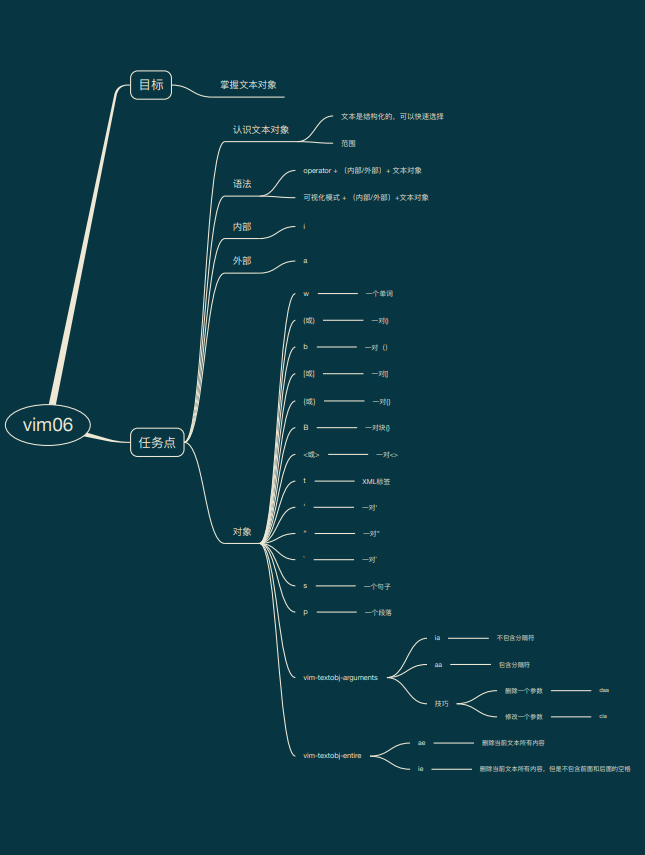 vim06
目标
掌握文本对象
任务点
认识文本对象
文本是结构化的，可以快速选择
范围
语法
operator + （内部/外部）+ 文本对象
可视化模式 + （内部/外部）+文本对象
内部
i
外部
a
对象
w 一个单词
(或) 一对()
b 一对（）
[或] 一对[]
{或} 一对{}
B 一对块{}
<或> 一对<>
t XML标签
' 一对'
" 一对"
` 一对`
s 一个句子
p 一个段落
vim-textobj-arguments
ia 不包含分隔符
aa 包含分隔符
技巧
删除一个参数 daa
修改一个参数 cia
vim-textobj-entire
ae 删除当前文本所有内容
ie 删除当前文本所有内容，但是不包含前面和后面的空格